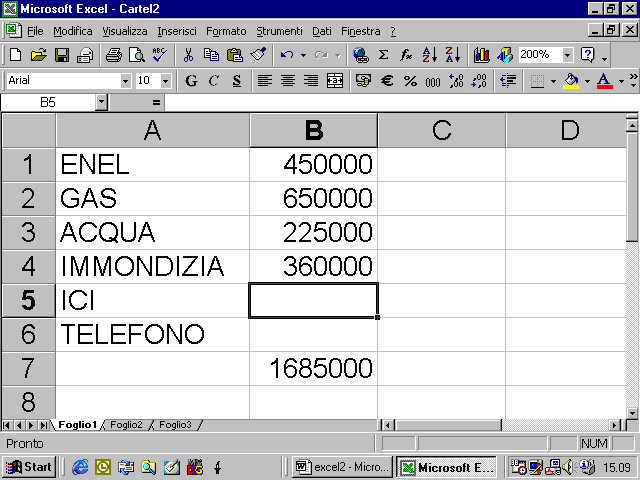 Microsoft Excel - Cartel2
File Modifica Visualizza Inserisci Formato Strumenti Dati Finestra ?
200%
Arial 10 G C S € % 000
B5 =
A B C D
1 ENEL 450000
2 GAS 650000
3 ACQUA 225000
4 IMMONDIZIA 360000
5 ICI
6 TELEFONO
7 1685000
8
Foglio1 Foglio2 Foglio3
Pronto NUM
Start excel2 - Micro... Microsoft E... 15.09